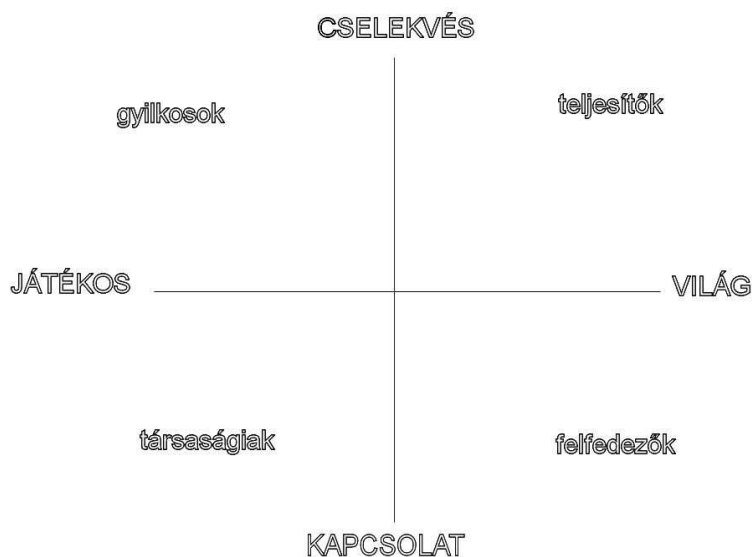 CSELEKVÉS
gyilkosok
teljesítők
JÁTÉKOS
VILÁG
társaságiak
felfedezők
KAPCSOLAT